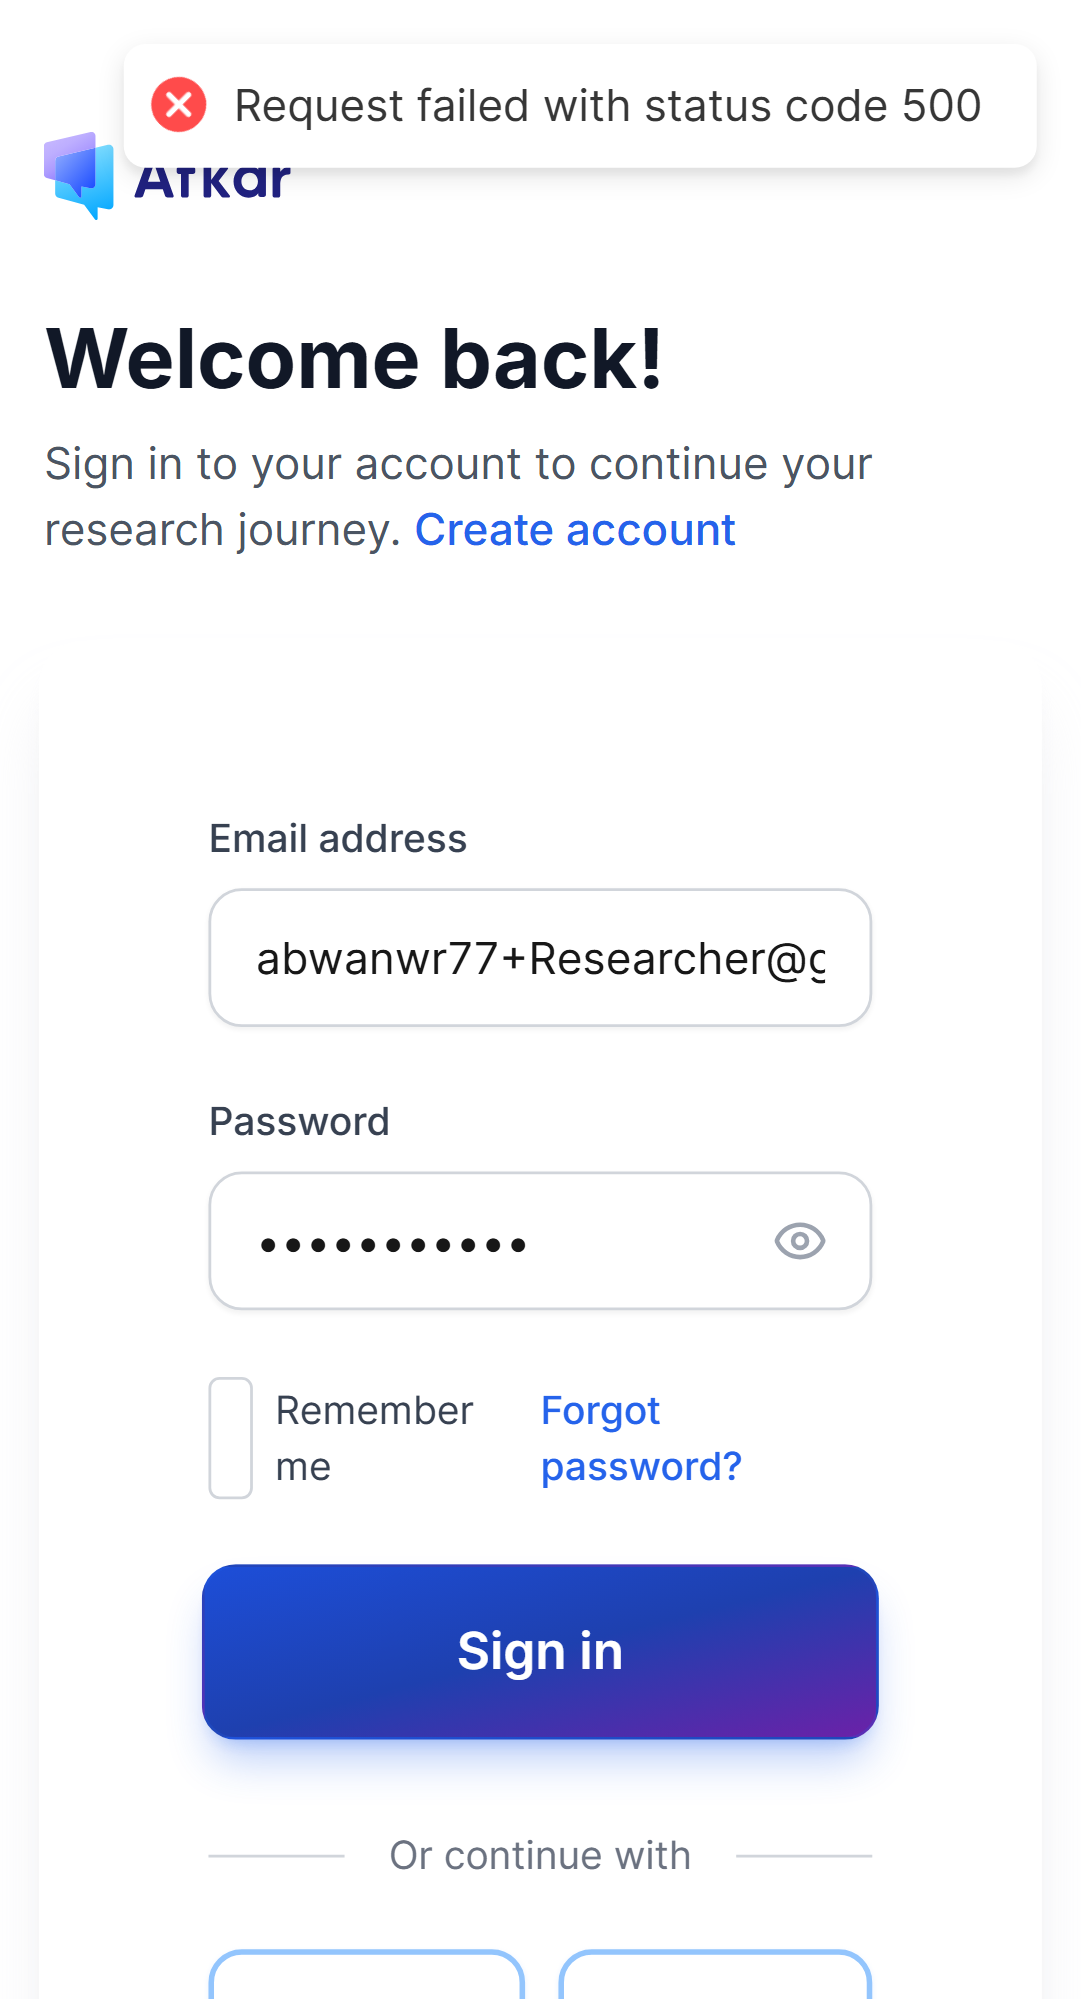 Request failed with status code 500
Afkar
Welcome back!
Sign in to your account to continue your
research journey. Create account
Email address
abwanwr77+Researcher@g
Password
Remember
me
Forgot
password?
Sign in
Or continue with